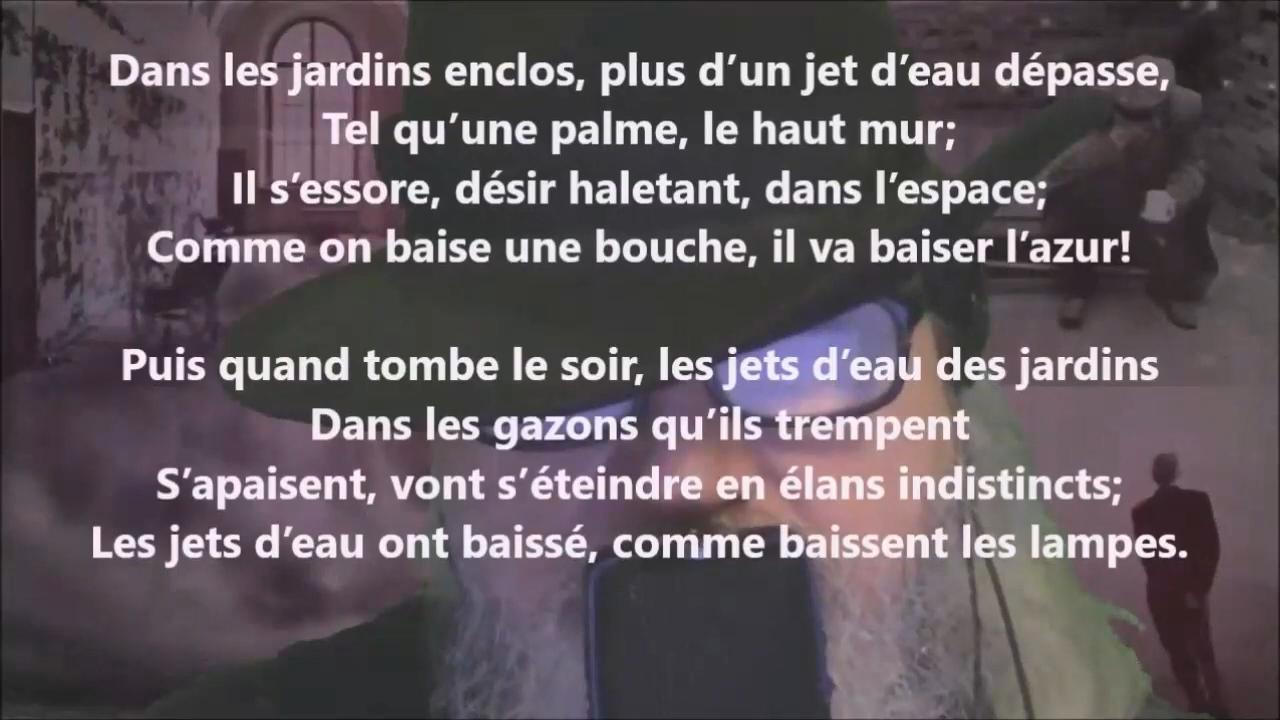 Dans les jardins enclos, plus d’un jet d’eau dépasse,
Tel qu’une palme, le haut mur;
Il s’essore, désir haletant, dans l’espace;
Comme on baise une bouche, il va baiser l’azur!
Puis quand tombe le soir, les jets d’eau des jardins
Dans les gazons qu’ils trempent
S’apaisent, vont s’éteindre en élans indistincts;
Les jets d’eau ont baissé, comme baissent les lampes.